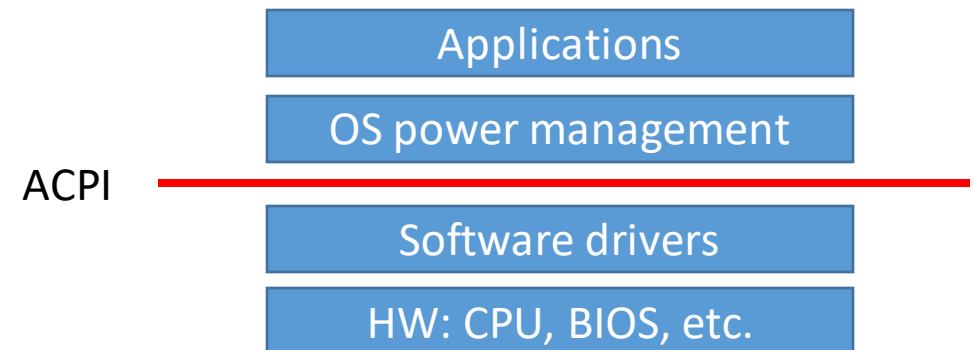 Applications
OS power management
ACPI
Software drivers
HW: CPU, BIOS, etc.